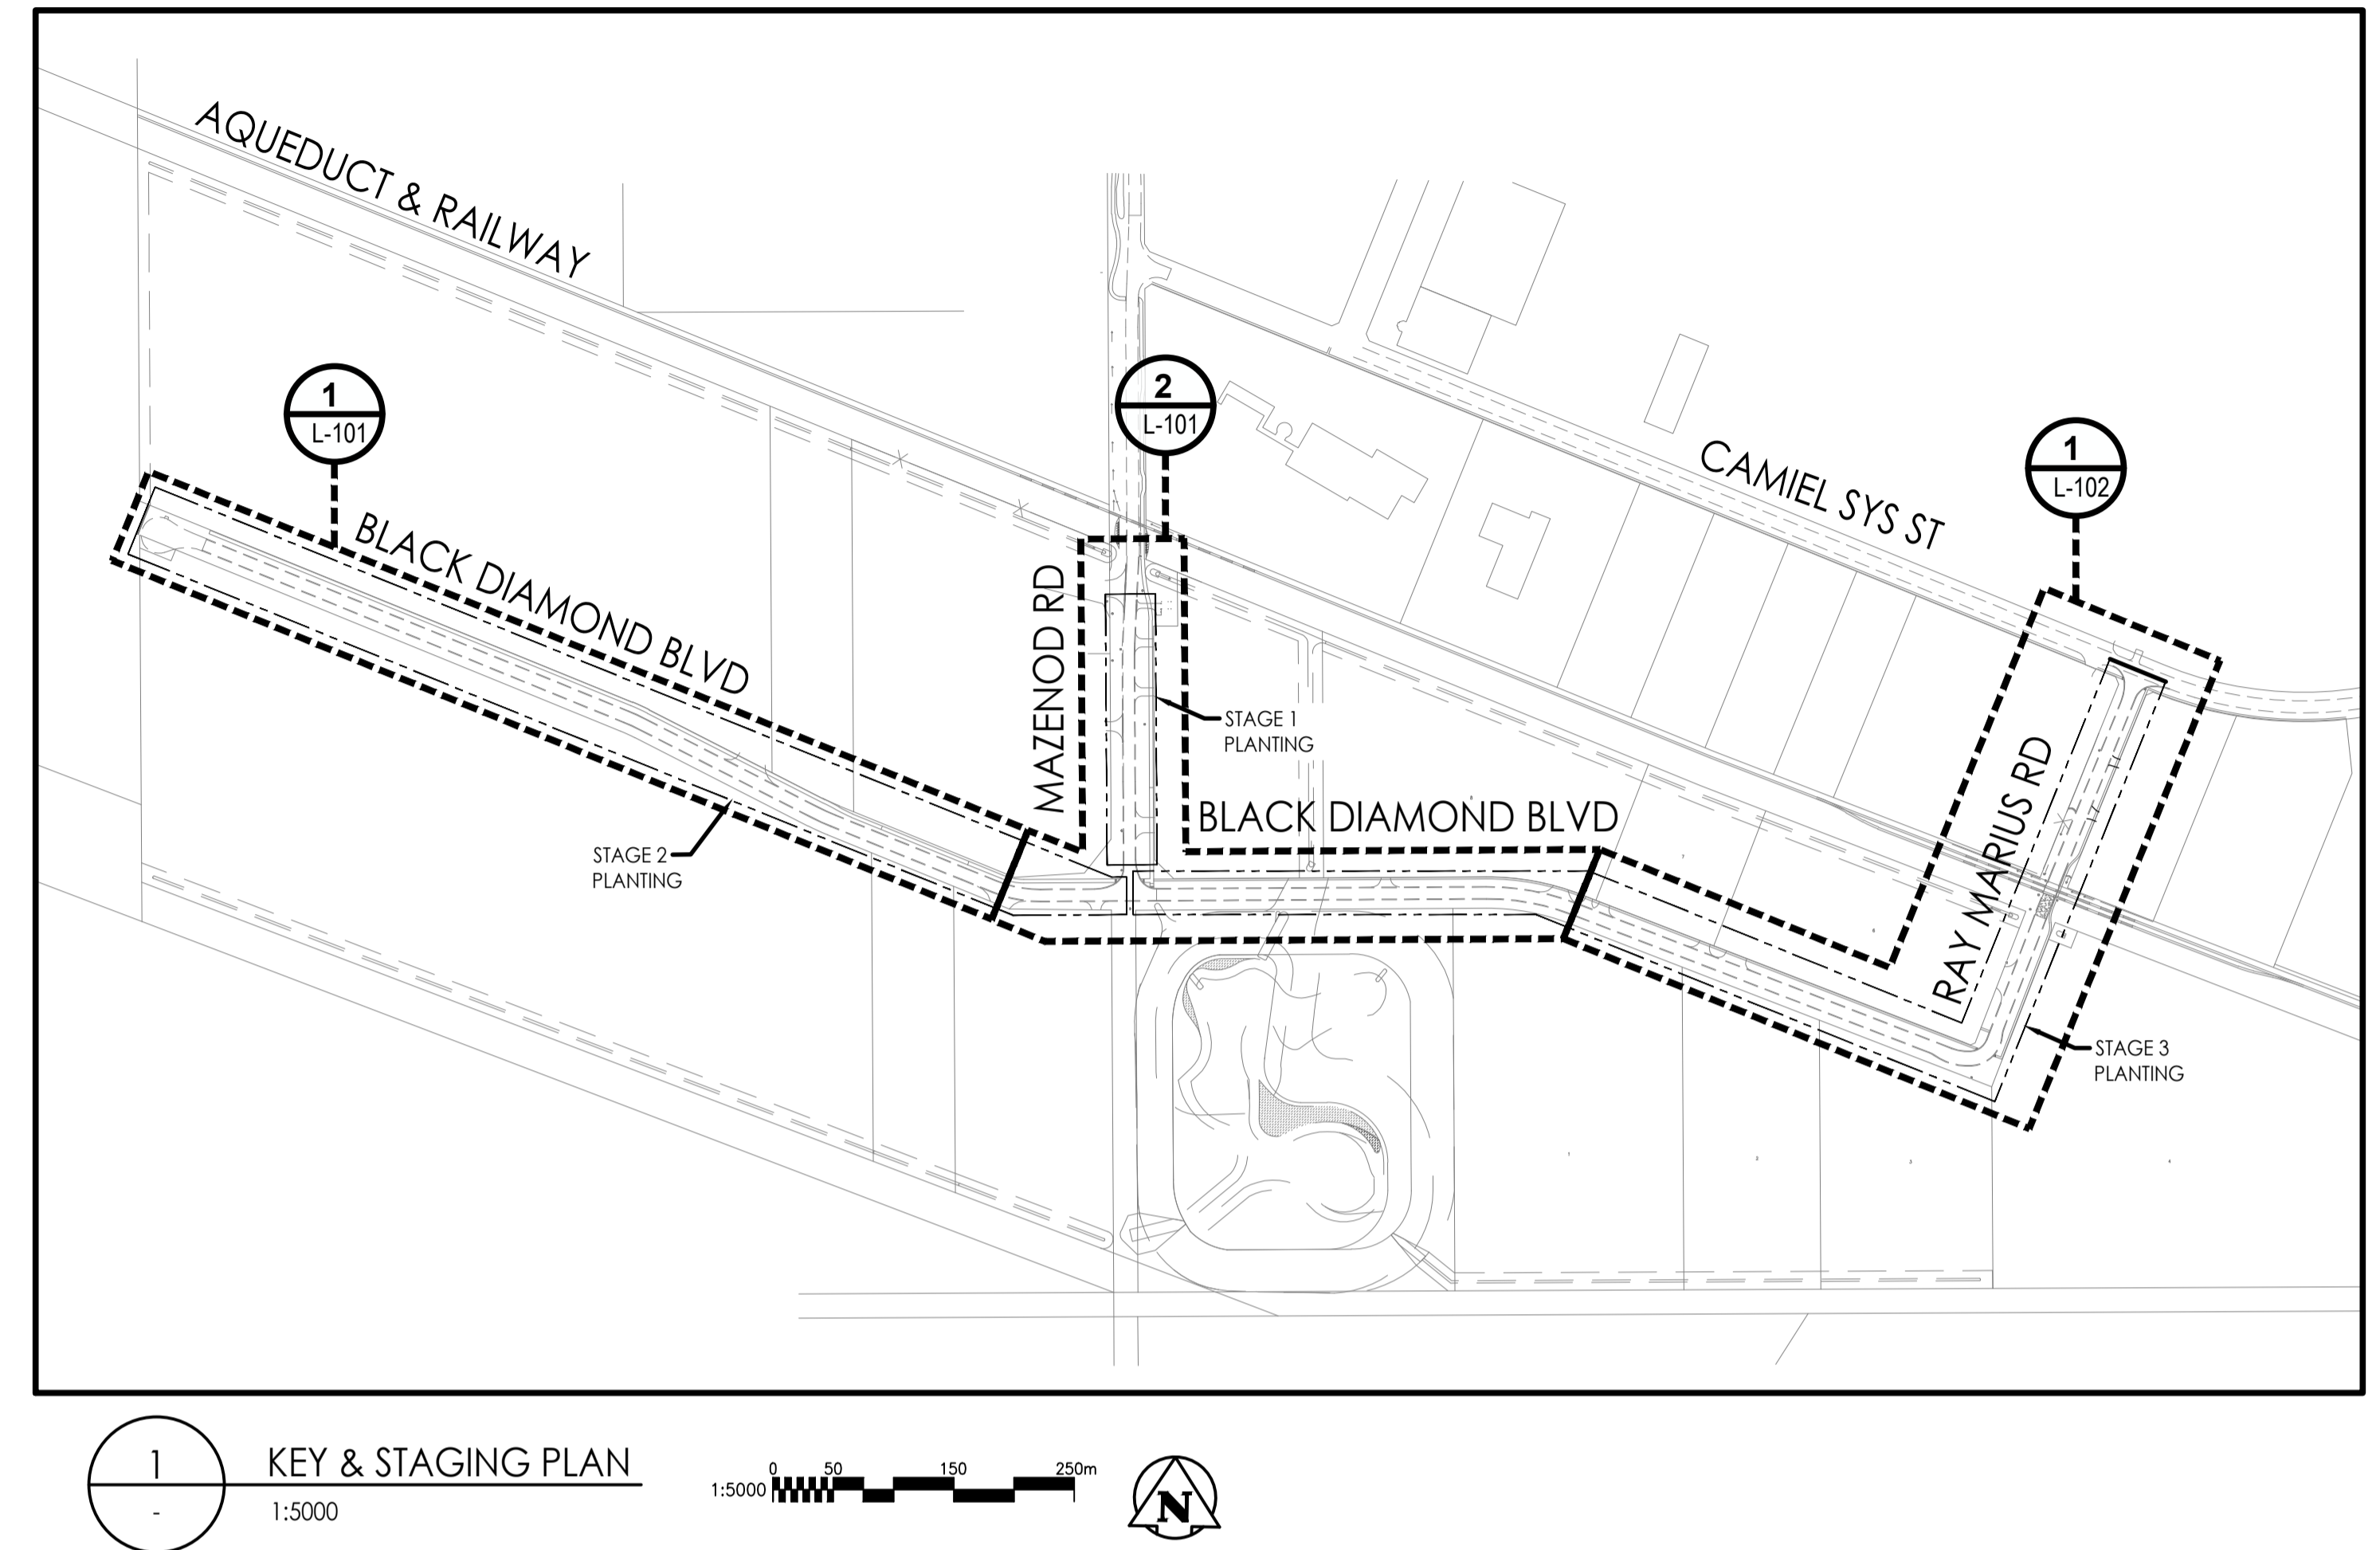 AQUEDUCT & RAILWAY
1
L-101
2
L-101
1
L-102
CAMIEL SYS ST
BLACK DIAMOND BLVD
MAZENOD RD
STAGE 1
PLANTING
BLACK DIAMOND BLVD
RAY MARIUS RD
STAGE 2
PLANTING
STAGE 3
PLANTING
1
-
KEY & STAGING PLAN
1:5000
1:5000
0 50 150 250m
N